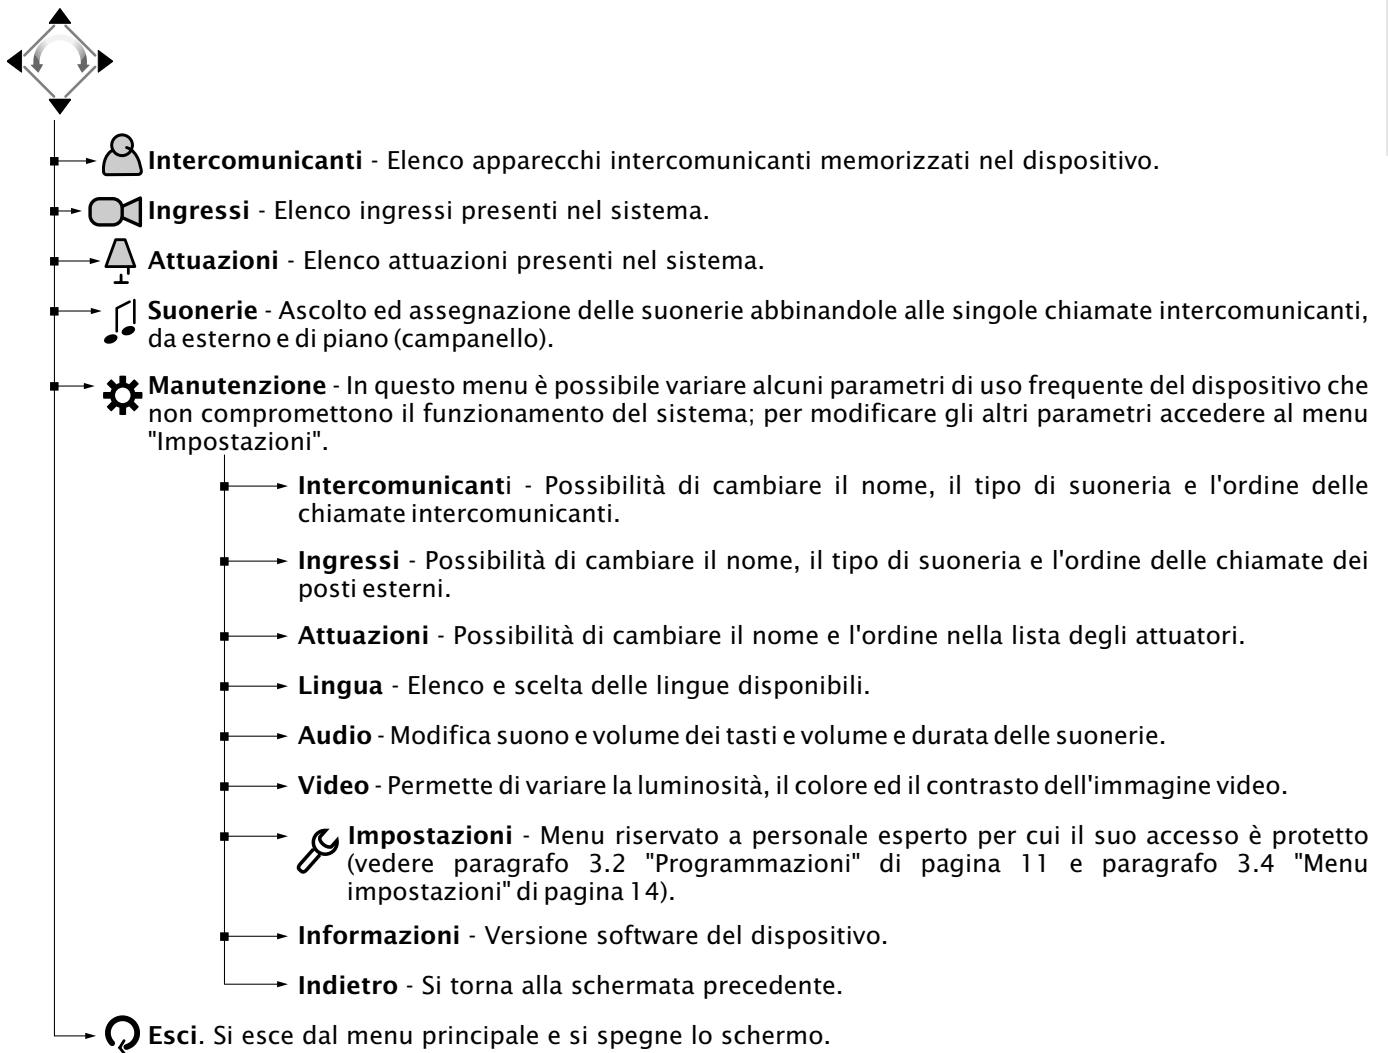 Intercomunicanti - Elenco apparecchi intercomunicanti memorizzati nel dispositivo.
Ingressi - Elenco ingressi presenti nel sistema.
Attuazioni - Elenco attuazioni presenti nel sistema.
Suonerie - Ascolto ed assegnazione delle suonerie abbinandole alle singole chiamate intercomunicanti,
da esterno e di piano (campanello).
Manutenzione - In questo menu è possibile variare alcuni parametri di uso frequente del dispositivo che
non compromettono il funzionamento del sistema; per modificare gli altri parametri accedere al menu
"Impostazioni".
Intercomunicanti - Possibilità di cambiare il nome, il tipo di suoneria e l'ordine delle
chiamate intercomunicanti.
Ingressi - Possibilità di cambiare il nome, il tipo di suoneria e l'ordine delle chiamate dei
posti esterni.
Attuazioni - Possibilità di cambiare il nome e l'ordine nella lista degli attuatori.
Lingua - Elenco e scelta delle lingue disponibili.
Audio - Modifica suono e volume dei tasti e volume e durata delle suonerie.
Video - Permette di variare la luminosità, il colore ed il contrasto dell'immagine video.
Impostazioni - Menu riservato a personale esperto per cui il suo accesso è protetto
(vedere paragrafo 3.2 "Programmazioni" di pagina 11 e paragrafo 3.4 "Menu
impostazioni" di pagina 14).
Informazioni - Versione software del dispositivo.
Indietro - Si torna alla schermata precedente.
Esci. Si esce dal menu principale e si spegne lo schermo.